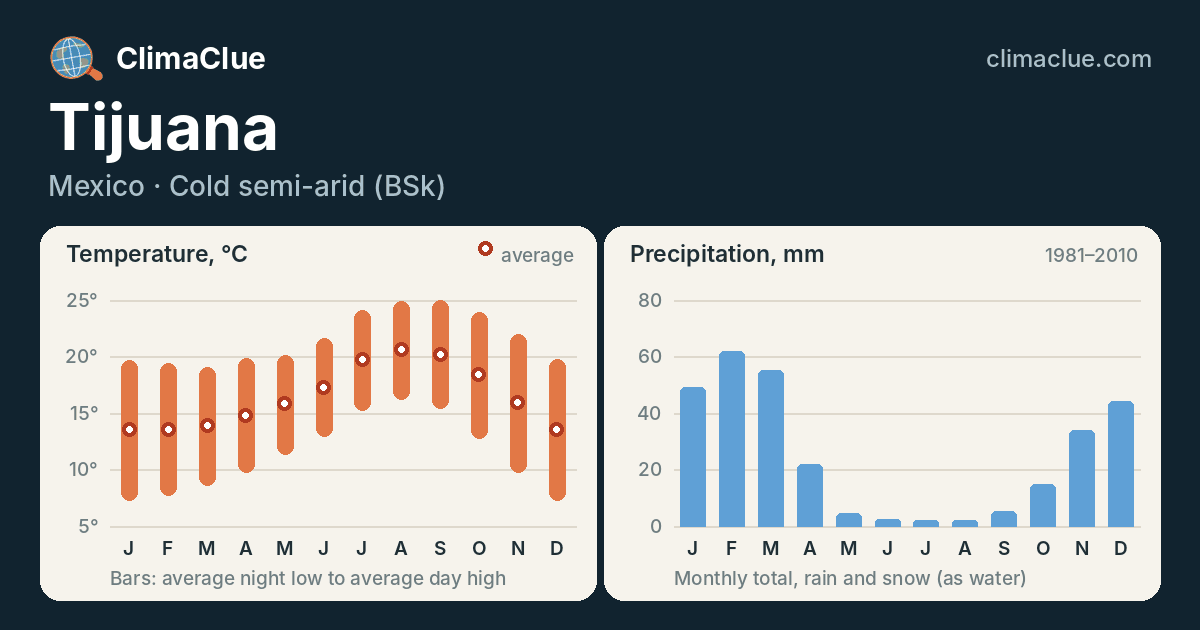 ClimaClue
climaclue.com
Tijuana
Mexico · Cold semi-arid (BSk)
Temperature, °C
average
25°
20°
15°
10°
5°
J F M A M J J A S O N D
Bars: average night low to average day high
Precipitation, mm
1981–2010
80
60
40
20
0
J F M A M J J A S O N D
Monthly total, rain and snow (as water)